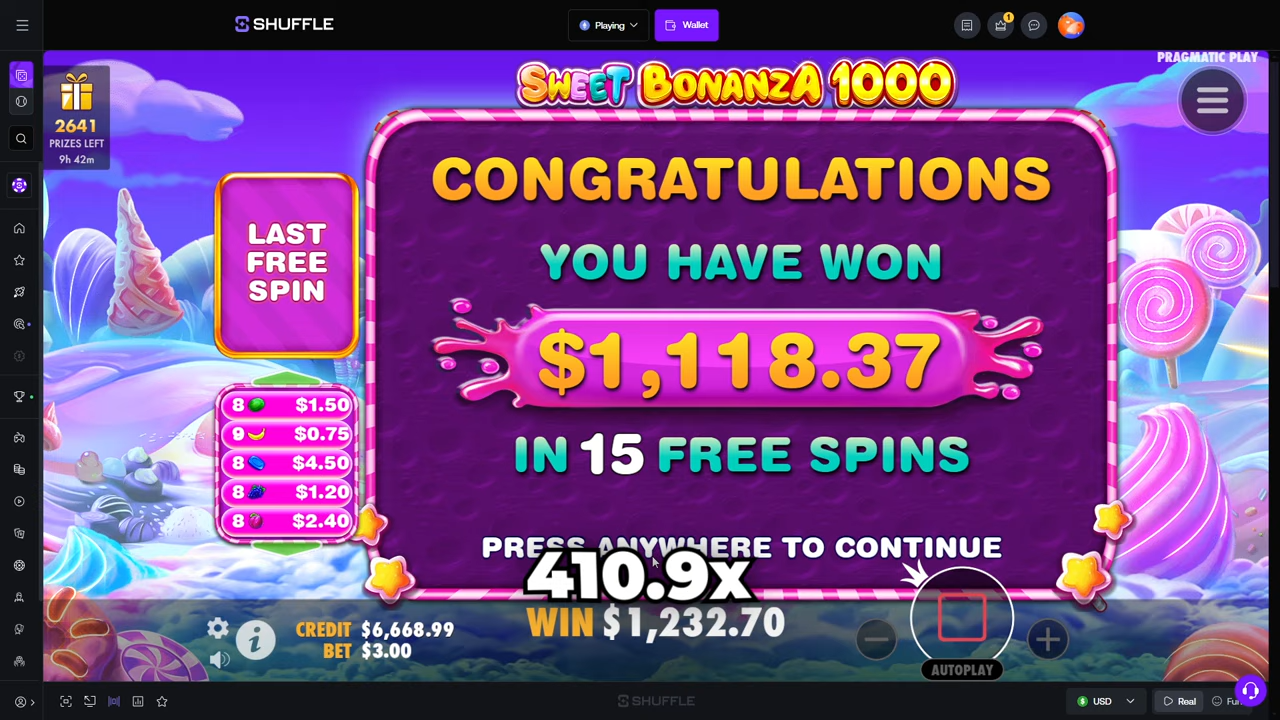 SHUFFLE
Playing
Wallet
1
PRAGMATIC PLAY
SWEET BONANZA 1000
2641
PRIZES LEFT
9h 42m
CONGRATULATIONS
YOU HAVE WON
$1,118.37
IN 15 FREE SPINS
PRESS ANYWHERE TO CONTINUE
LAST
FREE
SPIN
8 $1.50
9 $0.75
8 $4.50
8 $1.20
8 $2.40
410.9x
WIN $1,232.70
CREDIT $6,668.99
BET $3.00
AUTOPLAY
SHUFFLE
USD
Real